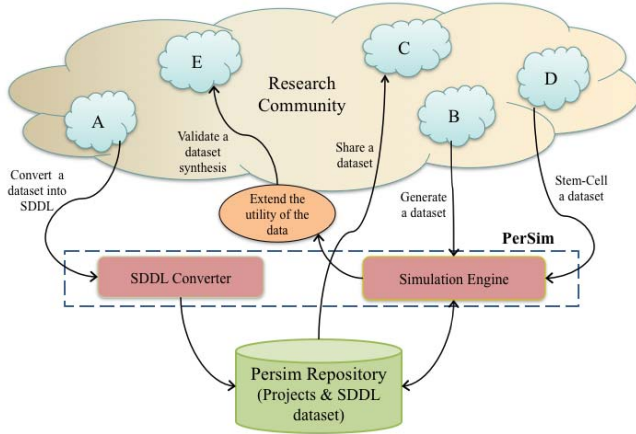 C
E
D
Research
Community
B
A
Validate a
dataset
synthesis
Share a
dataset
Convert a
dataset into
SDDL
Generate
a dataset
Stem-Cell
a dataset
Extend the
utility of the
data
PerSim
SDDL Converter
Simulation Engine
Persim Repository
(Projects & SDDL
dataset)